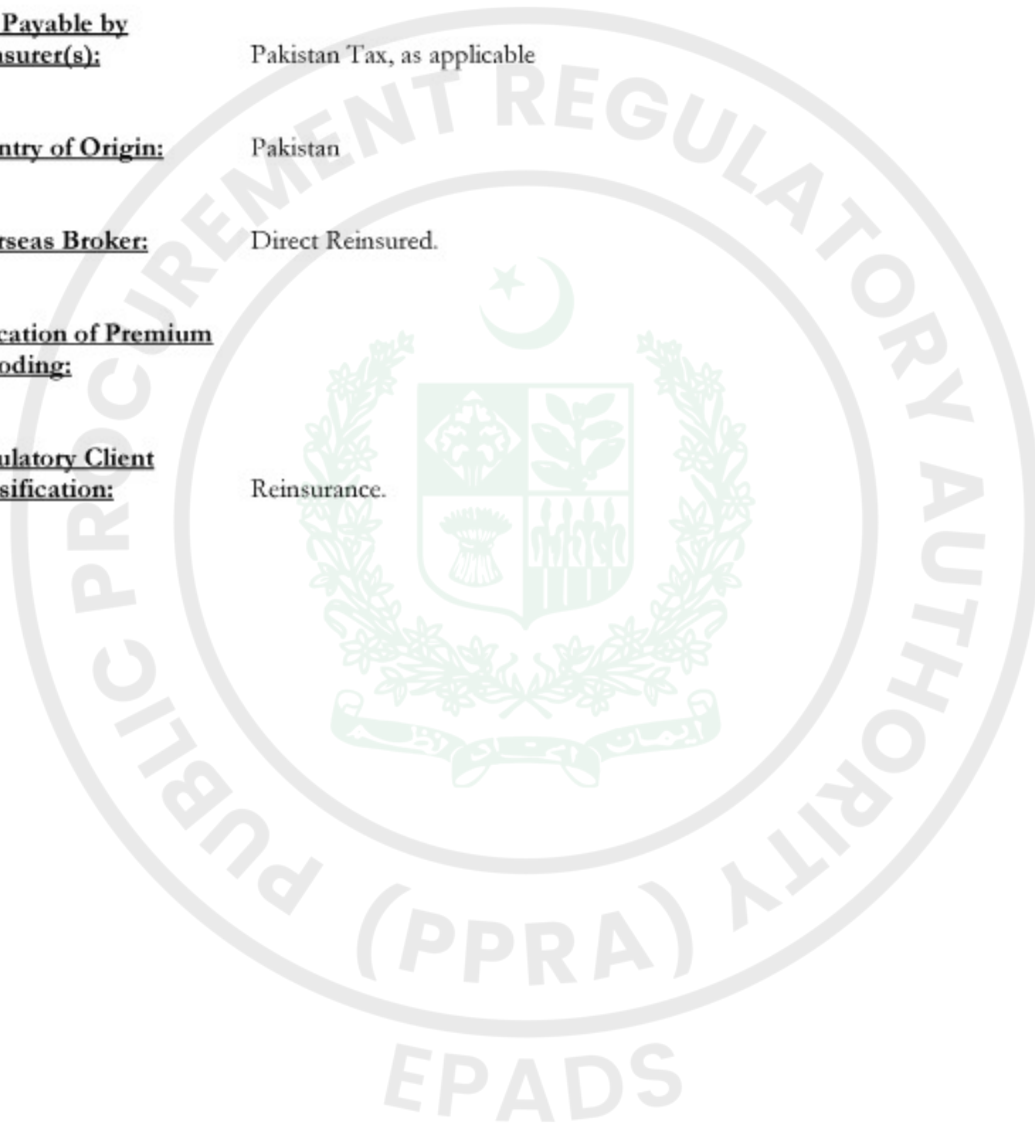 Payable by
nsurer(s): Pakistan Tax, as applicable
ntry of Origin: Pakistan
rseas Broker: Direct Reinsured.
cation of Premium
oding:
ulatory Client
sification: Reinsurance.
PUBLIC PROCUREMENT REGULATORY AUTHORITY
(PPRA)
EPADS